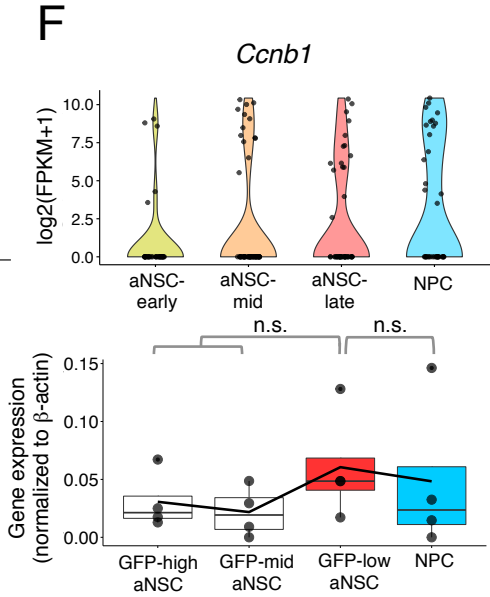 F
Ccnb1
log2(FPKM+1)
10.0
7.5
5.0
2.5
0.0
aNSC-
early
aNSC-
mid
aNSC-
late
NPC
n.s.
n.s.
Gene expression
(normalized to β-actin)
0.15
0.10
0.05
0.00
GFP-high
aNSC
GFP-mid
aNSC
GFP-low
aNSC
NPC